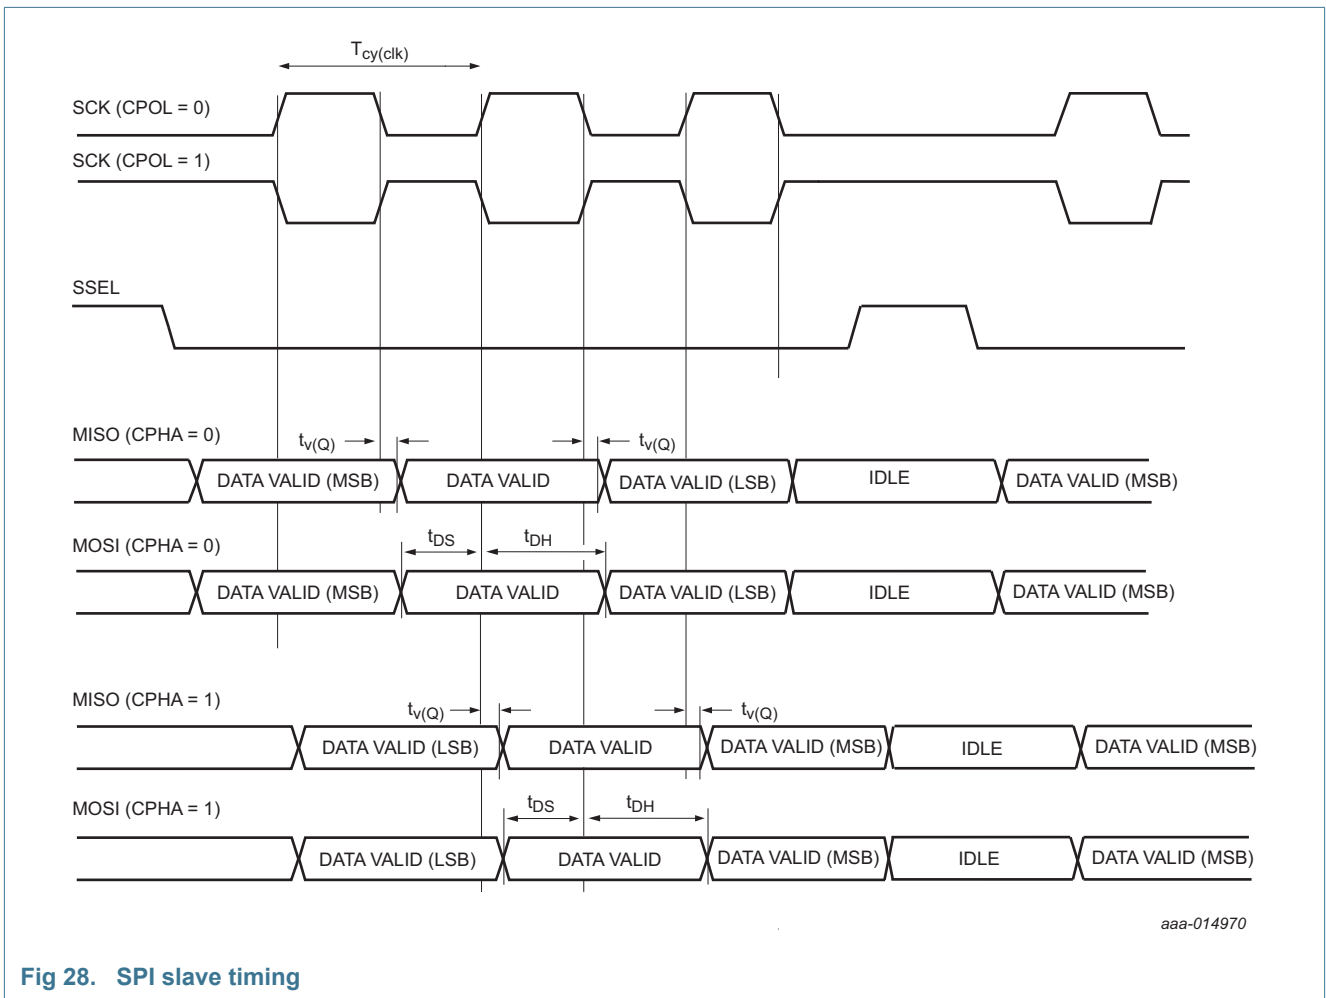 Tcy(clk)
SCK (CPOL = 0)
SCK (CPOL = 1)
SSEL
MISO (CPHA = 0)
tv(Q)
tv(Q)
DATA VALID (MSB)
DATA VALID
DATA VALID (LSB)
IDLE
DATA VALID (MSB)
MOSI (CPHA = 0)
tDS
tDH
DATA VALID (MSB)
DATA VALID
DATA VALID (LSB)
IDLE
DATA VALID (MSB)
MISO (CPHA = 1)
tv(Q)
tv(Q)
DATA VALID (LSB)
DATA VALID
DATA VALID (MSB)
IDLE
DATA VALID (MSB)
MOSI (CPHA = 1)
tDS
tDH
DATA VALID (LSB)
DATA VALID
DATA VALID (MSB)
IDLE
DATA VALID (MSB)
aaa-014970
Fig 28. SPI slave timing